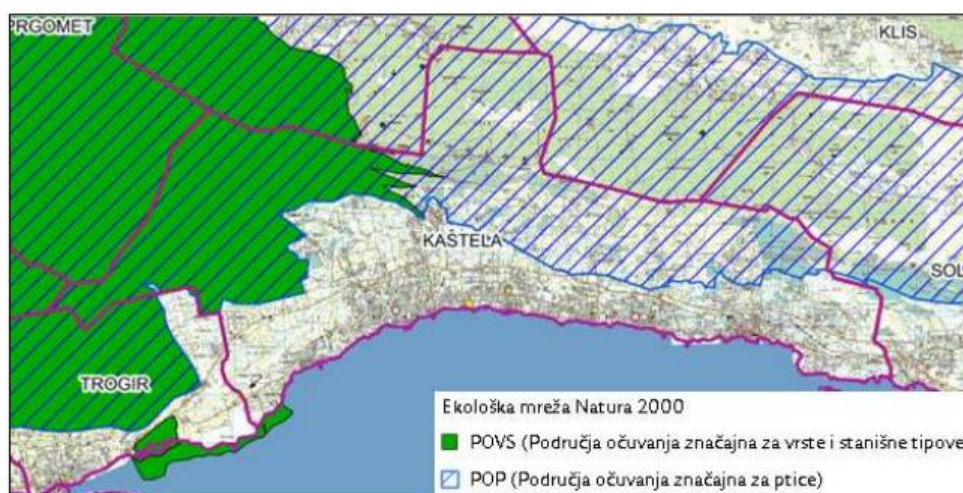 PRGOMET
KLIS
KAŠTELA
SOL
TROGIR
Ekološka mreža Natura 2000
POVS (Područja očuvanja značajna za vrste i stanišne tipove
POP (Područja očuvanja značajna za ptice)